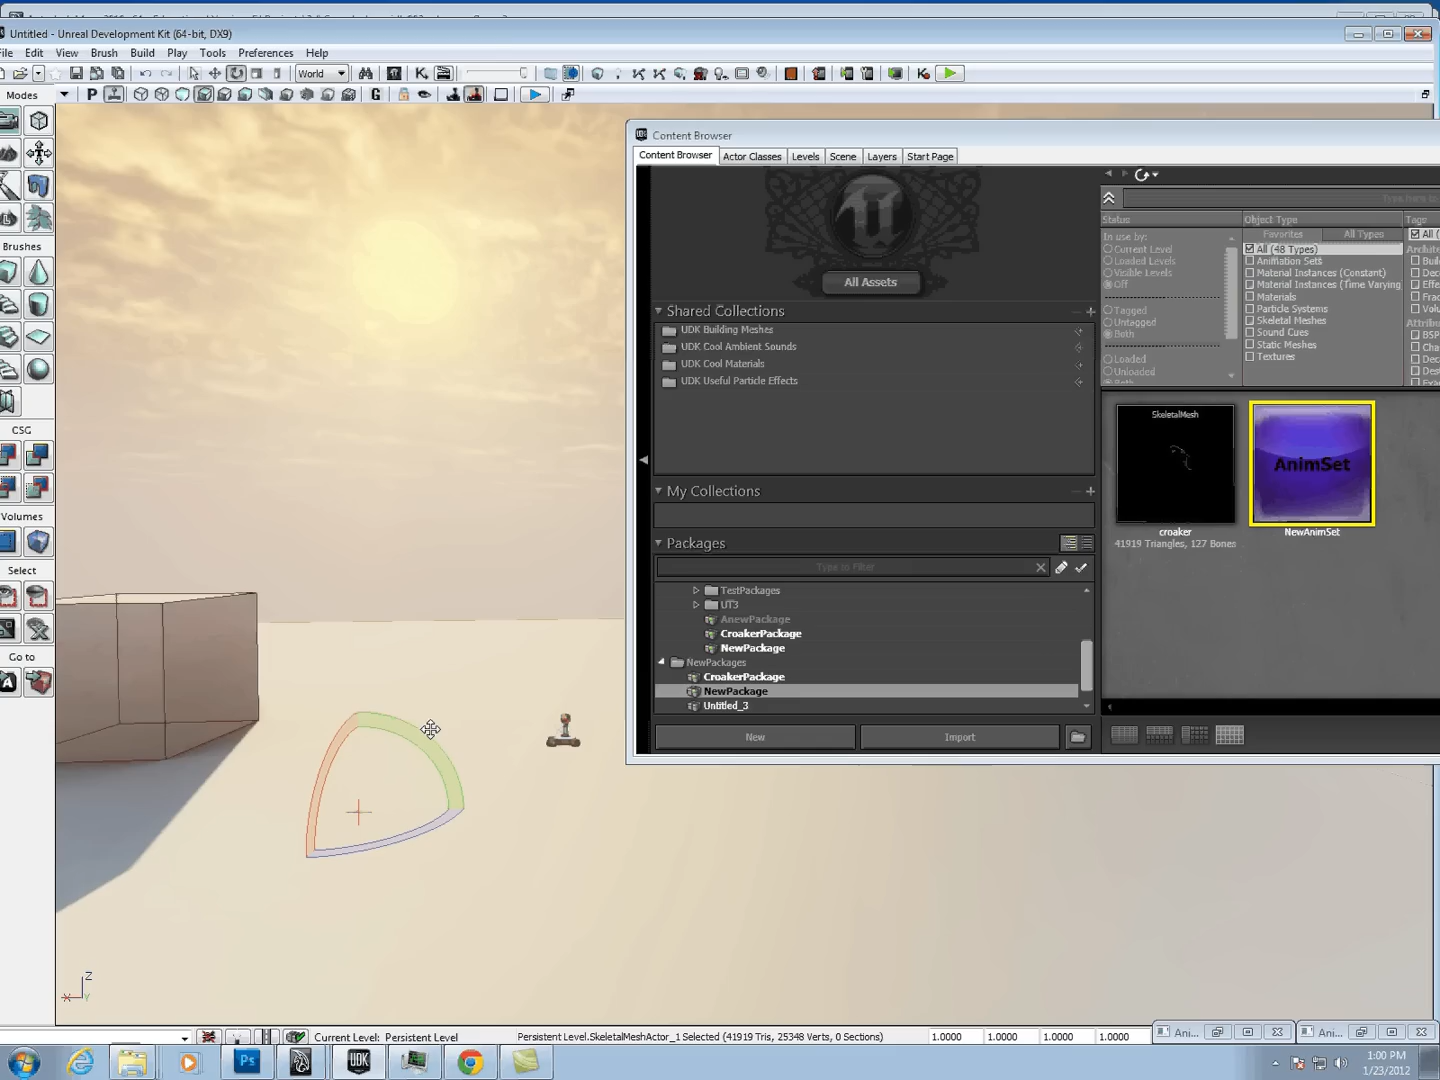 Untitled - Unreal Development Kit (64-bit, DX9)
File Edit View Brush Build Play Tools Preferences Help
World
Modes
P
G
Content Browser
Content Browser Actor Classes Levels Scene Layers Start Page
All Assets
Shared Collections
UDK Building Meshes
UDK Cool Ambient Sounds
UDK Cool Materials
UDK Useful Particle Effects
My Collections
Packages
Type to Filter
TestPackages
UT3
AnewPackage
CroakerPackage
NewPackage
NewPackages
CroakerPackage
NewPackage
Untitled_3
New Import
Type here to
Status
In use by:
Current Level
Loaded Levels
Visible Levels
Off
Tagged
Untagged
Both
Loaded
Unloaded
Both
Object Type
Favorites All Types
All (48 Types)
Animation Sets
Material Instances (Constant)
Material Instances (Time Varying
Materials
Particle Systems
Skeletal Meshes
Sound Cues
Static Meshes
Textures
Tags
All (
SkeletalMesh
croaker
41919 Triangles, 127 Bones
AnimSet
NewAnimSet
Brushes
CSG
Volumes
Select
Go to
Z
X
Y
Current Level: Persistent Level
Persistent Level.SkeletalMeshActor_1 Selected (41919 Tris, 25348 Verts, 0 Sections)
1.0000 1.0000 1.0000 1.0000
Ani... Ani...
Ps
UDK
1:00 PM
1/23/2012